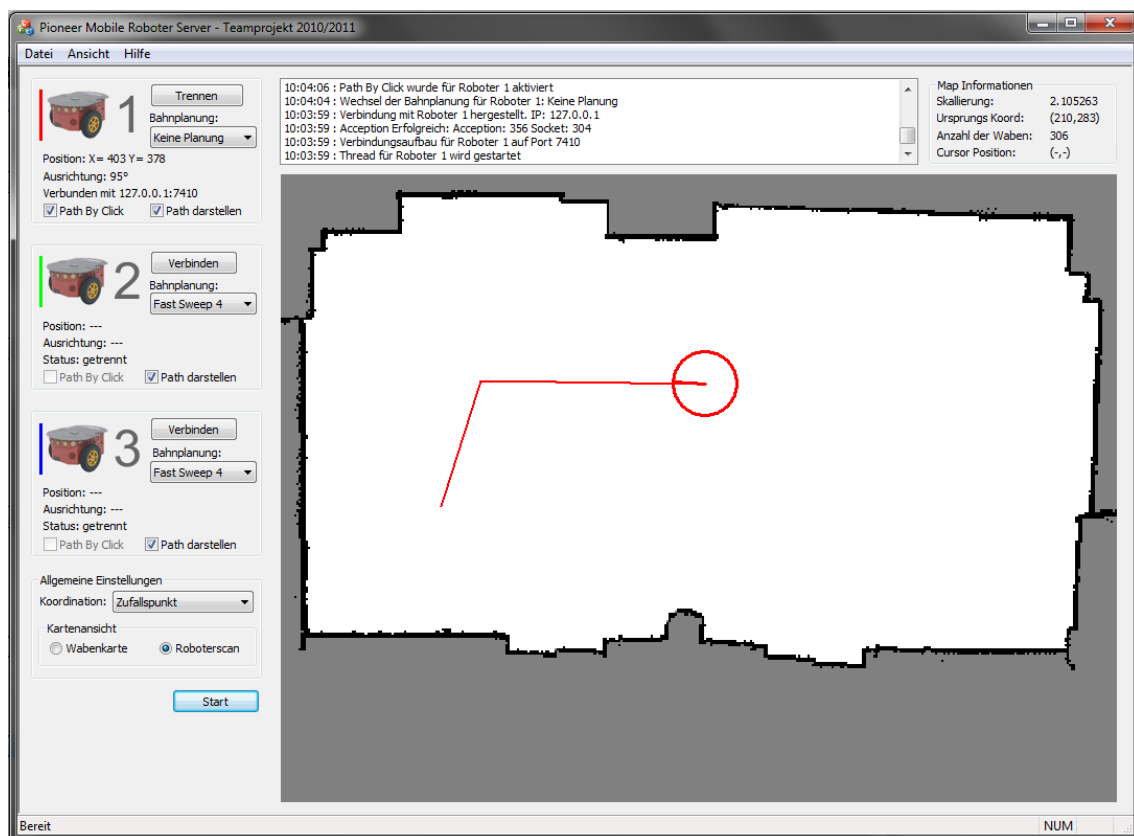 Pioneer Mobile Roboter Server - Teamprojekt 2010/2011
Datei Ansicht Hilfe
1
Trennen
Bahnplanung:
Keine Planung
Position: X= 403 Y= 378
Ausrichtung: 95°
Verbunden mit 127.0.0.1:7410
Path By Click Path darstellen
2
Verbinden
Bahnplanung:
Fast Sweep 4
Position: ---
Ausrichtung: ---
Status: getrennt
Path By Click Path darstellen
3
Verbinden
Bahnplanung:
Fast Sweep 4
Position: ---
Ausrichtung: ---
Status: getrennt
Path By Click Path darstellen
Allgemeine Einstellungen
Koordination: Zufallspunkt
Kartenansicht
Wabenkarte Roboterscan
Start
10:04:06 : Path By Click wurde für Roboter 1 aktiviert
10:04:04 : Wechsel der Bahnplanung für Roboter 1: Keine Planung
10:03:59 : Verbindung mit Roboter 1 hergestellt. IP: 127.0.0.1
10:03:59 : Acception Erfolgreich: Acception: 356 Socket: 304
10:03:59 : Verbindungsaufbau für Roboter 1 auf Port 7410
10:03:59 : Thread für Roboter 1 wird gestartet
Map Informationen
Skallierung: 2.105263
Ursprungs Koord: (210,283)
Anzahl der Waben: 306
Cursor Position: (-,-)
Bereit NUM